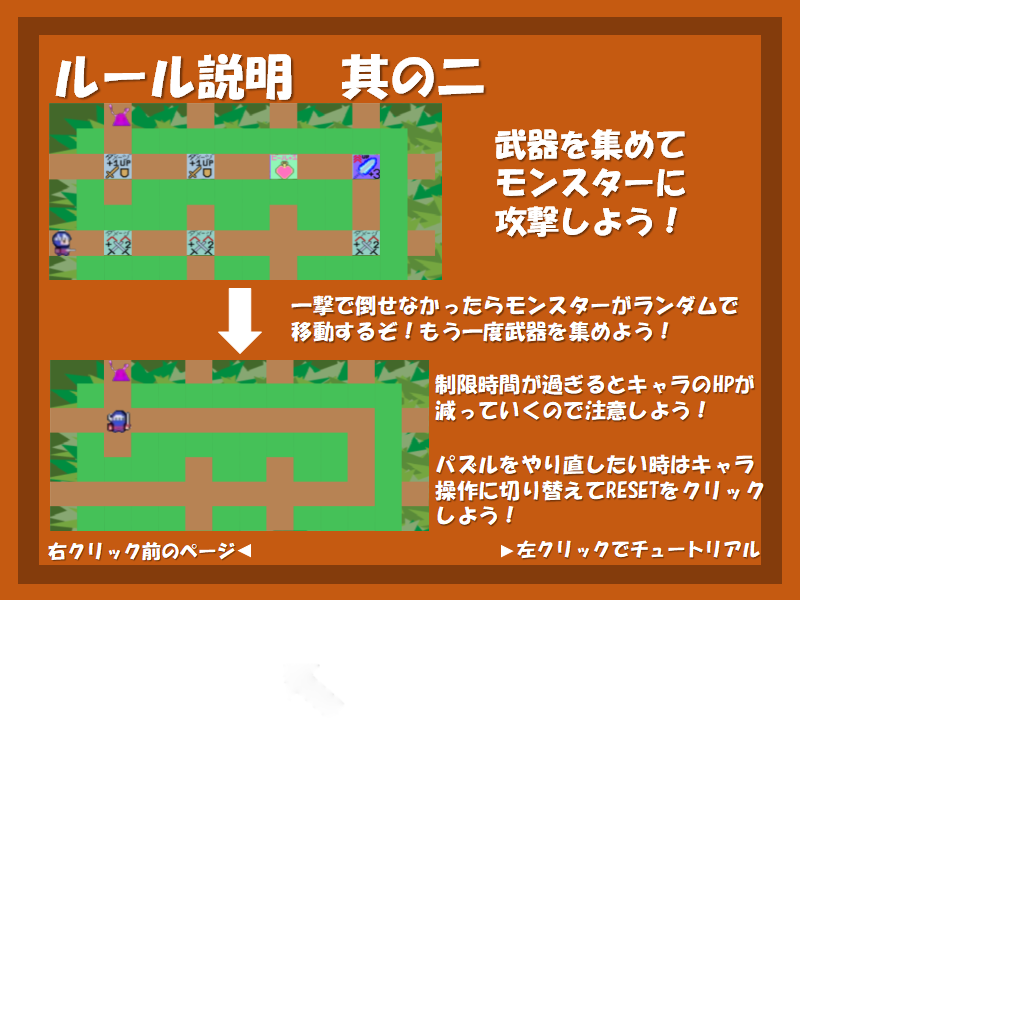 ルール説明　其の二
武器を集めて
モンスターに
攻撃しよう！
+1UP
+1UP
+3
一撃で倒せなかったらモンスターがランダムで
移動するぞ！もう一度武器を集めよう！
制限時間が過ぎるとキャラのHPが
減っていくので注意しよう！
パズルをやり直したい時はキャラ
操作に切り替えてRESETをクリック
しよう！
右クリック前のページ◀
▶左クリックでチュートリアル